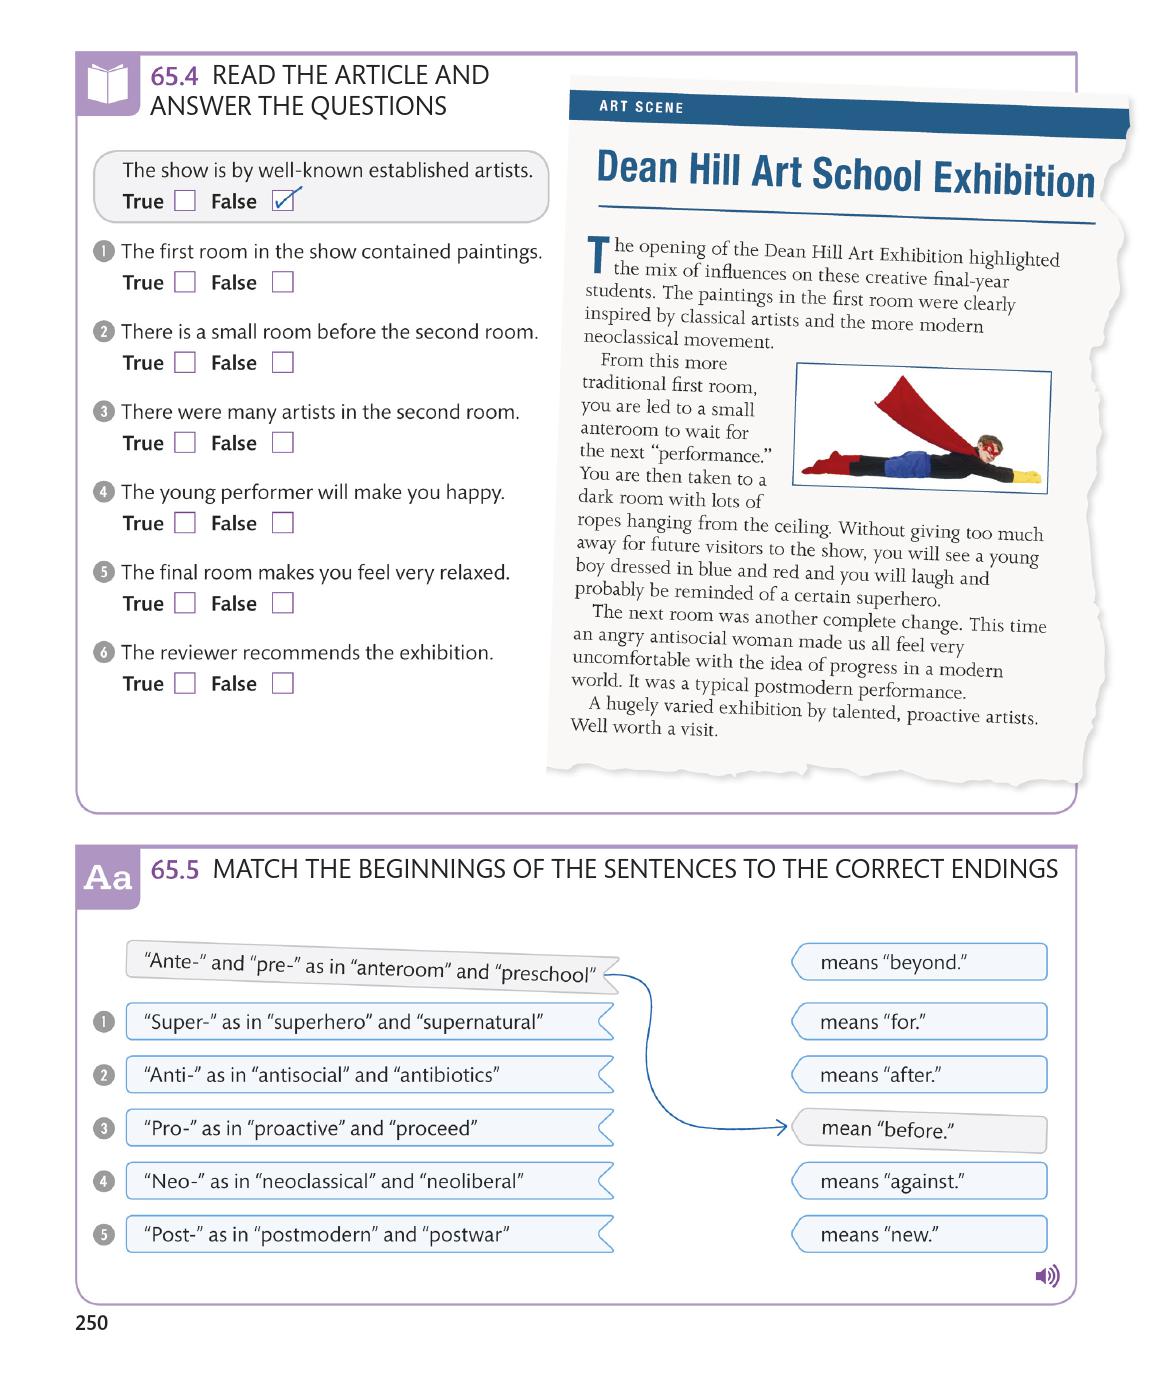 65.4 READ THE ARTICLE AND
ANSWER THE QUESTIONS
The show is by well-known established artists.
True False
1 The first room in the show contained paintings.
True False
2 There is a small room before the second room.
True False
3 There were many artists in the second room.
True False
4 The young performer will make you happy.
True False
5 The final room makes you feel very relaxed.
True False
6 The reviewer recommends the exhibition.
True False
ART SCENE
Dean Hill Art School Exhibition
The opening of the Dean Hill Art Exhibition highlighted
the mix of influences on these creative final-year
students. The paintings in the first room were clearly
inspired by classical artists and the more modern
neoclassical movement.
From this more
traditional first room,
you are led to a small
anteroom to wait for
the next “performance.”
You are then taken to a
dark room with lots of
ropes hanging from the ceiling. Without giving too much
away for future visitors to the show, you will see a young
boy dressed in blue and red and you will laugh and
probably be reminded of a certain superhero.
The next room was another complete change. This time
an angry antisocial woman made us all feel very
uncomfortable with the idea of progress in a modern
world. It was a typical postmodern performance.
A hugely varied exhibition by talented, proactive artists.
Well worth a visit.
Aa 65.5 MATCH THE BEGINNINGS OF THE SENTENCES TO THE CORRECT ENDINGS
“Ante-” and “pre-” as in “anteroom” and “preschool”
means “beyond.”
1 “Super-” as in “superhero” and “supernatural”
means “for.”
2 “Anti-” as in “antisocial” and “antibiotics”
means “after.”
3 “Pro-” as in “proactive” and “proceed”
mean “before.”
4 “Neo-” as in “neoclassical” and “neoliberal”
means “against.”
5 “Post-” as in “postmodern” and “postwar”
means “new.”
250